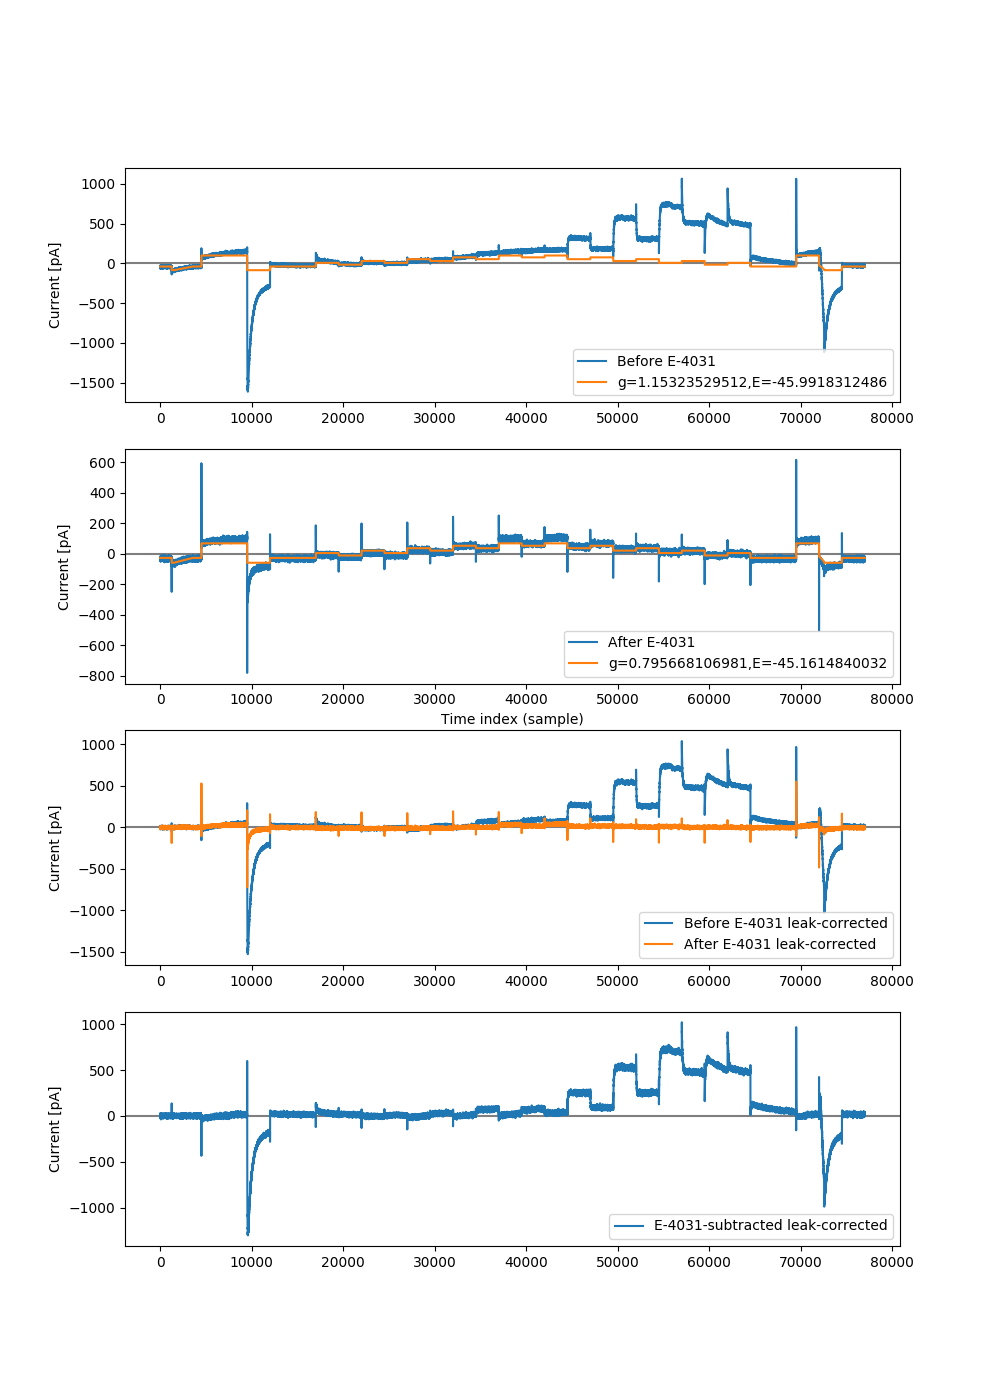 1000
500
0
−500
−1000
−1500
Current [pA]
Before E-4031
g=1.15323529512,E=-45.9918312486
0 10000 20000 30000 40000 50000 60000 70000 80000
600
400
200
0
−200
−400
−600
−800
Current [pA]
After E-4031
g=0.795668106981,E=-45.1614840032
0 10000 20000 30000 40000 50000 60000 70000 80000
Time index (sample)
1000
500
0
−500
−1000
−1500
Current [pA]
Before E-4031 leak-corrected
After E-4031 leak-corrected
0 10000 20000 30000 40000 50000 60000 70000 80000
1000
500
0
−500
−1000
Current [pA]
E-4031-subtracted leak-corrected
0 10000 20000 30000 40000 50000 60000 70000 80000